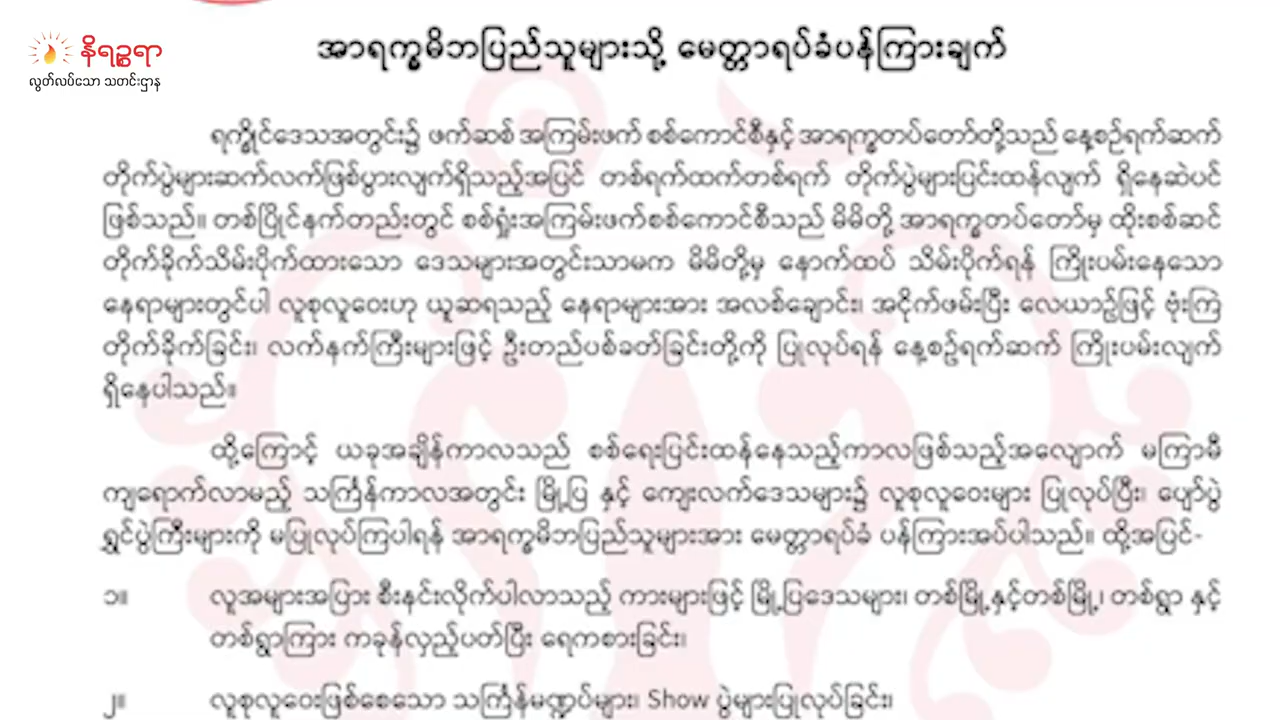 နိရဉ္စရာ
လွတ်လပ်သော သတင်းဌာန
အာရက္ခမိဘပြည်သူများသို့ မေတ္တာရပ်ခံပန်ကြားချက်
ရက္ခိုင်ဒေသအတွင်း၌ ဖက်ဆစ် အကြမ်းဖက် စစ်ကောင်စီနှင့် အာရက္ခတပ်တော်တို့သည် နေ့စဉ်ရက်ဆက်
တိုက်ပွဲများဆက်လက်ဖြစ်ပွားလျက်ရှိသည့်အပြင် တစ်ရက်ထက်တစ်ရက် တိုက်ပွဲများပြင်းထန်လျက် ရှိနေဆဲပင်
ဖြစ်သည်။ တစ်ပြိုင်နက်တည်းတွင် စစ်ရှုံးအကြမ်းဖက်စစ်ကောင်စီသည် မိမိတို့ အာရက္ခတပ်တော်မှ ထိုးစစ်ဆင်
တိုက်ခိုက်သိမ်းပိုက်ထားသော ဒေသများအတွင်းသာမက မိမိတို့မှ နောက်ထပ် သိမ်းပိုက်ရန် ကြိုးပမ်းနေသော
နေရာများတွင်ပါ လူစုလူဝေးဟု ယူဆရသည့် နေရာများအား အလစ်ချောင်း၊ အငိုက်ဖမ်းပြီး လေယာဉ်ဖြင့် ဗုံးကြဲ
တိုက်ခိုက်ခြင်း၊ လက်နက်ကြီးများဖြင့် ဦးတည်ပစ်ခတ်ခြင်းတို့ကို ပြုလုပ်ရန် နေ့စဉ်ရက်ဆက် ကြိုးပမ်းလျက်
ရှိနေပါသည်။
ထို့ကြောင့် ယခုအချိန်ကာလသည် စစ်ရေးပြင်းထန်နေသည့်ကာလဖြစ်သည့်အလျောက် မကြာမီ
ကျရောက်လာမည့် သင်္ကြန်ကာလအတွင်း မြို့ပြ နှင့် ကျေးလက်ဒေသများ၌ လူစုလူဝေးများ ပြုလုပ်ပြီး၊ ပျော်ပွဲ
ရွှင်ပွဲကြီးများကို မပြုလုပ်ကြပါရန် အာရက္ခမိဘပြည်သူများအား မေတ္တာရပ်ခံ ပန်ကြားအပ်ပါသည်။ ထို့အပြင်-
၁။ လူအများအပြား စီးနင်းလိုက်ပါလာသည့် ကားများဖြင့် မြို့ပြဒေသများ၊ တစ်မြို့နှင့်တစ်မြို့၊ တစ်ရွာ နှင့်
တစ်ရွာကြား ကခုန်လှည့်ပတ်ပြီး ရေကစားခြင်း၊
၂။ လူစုလူဝေးဖြစ်စေသော သင်္ကြန်မဏ္ဍပ်များ၊ Show ပွဲများပြုလုပ်ခြင်း၊